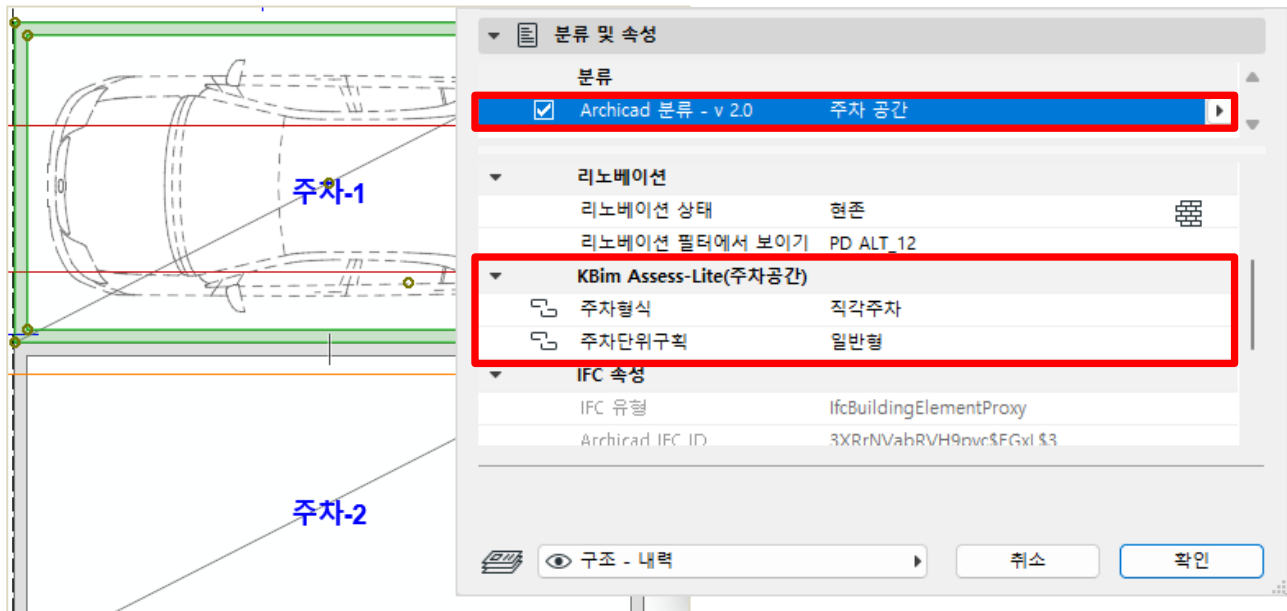 주차-1
주차-2
분류 및 속성
분류
Archicad 분류 - v 2.0 주차 공간
리노베이션
리노베이션 상태 현존
리노베이션 필터에서 보이기 PD ALT_12
KBim Assess-Lite(주차공간)
주차형식 직각주차
주차단위구획 일반형
IFC 속성
IFC 유형 IfcBuildingElementProxy
Archicad IFC ID
구조 - 내력
취소
확인